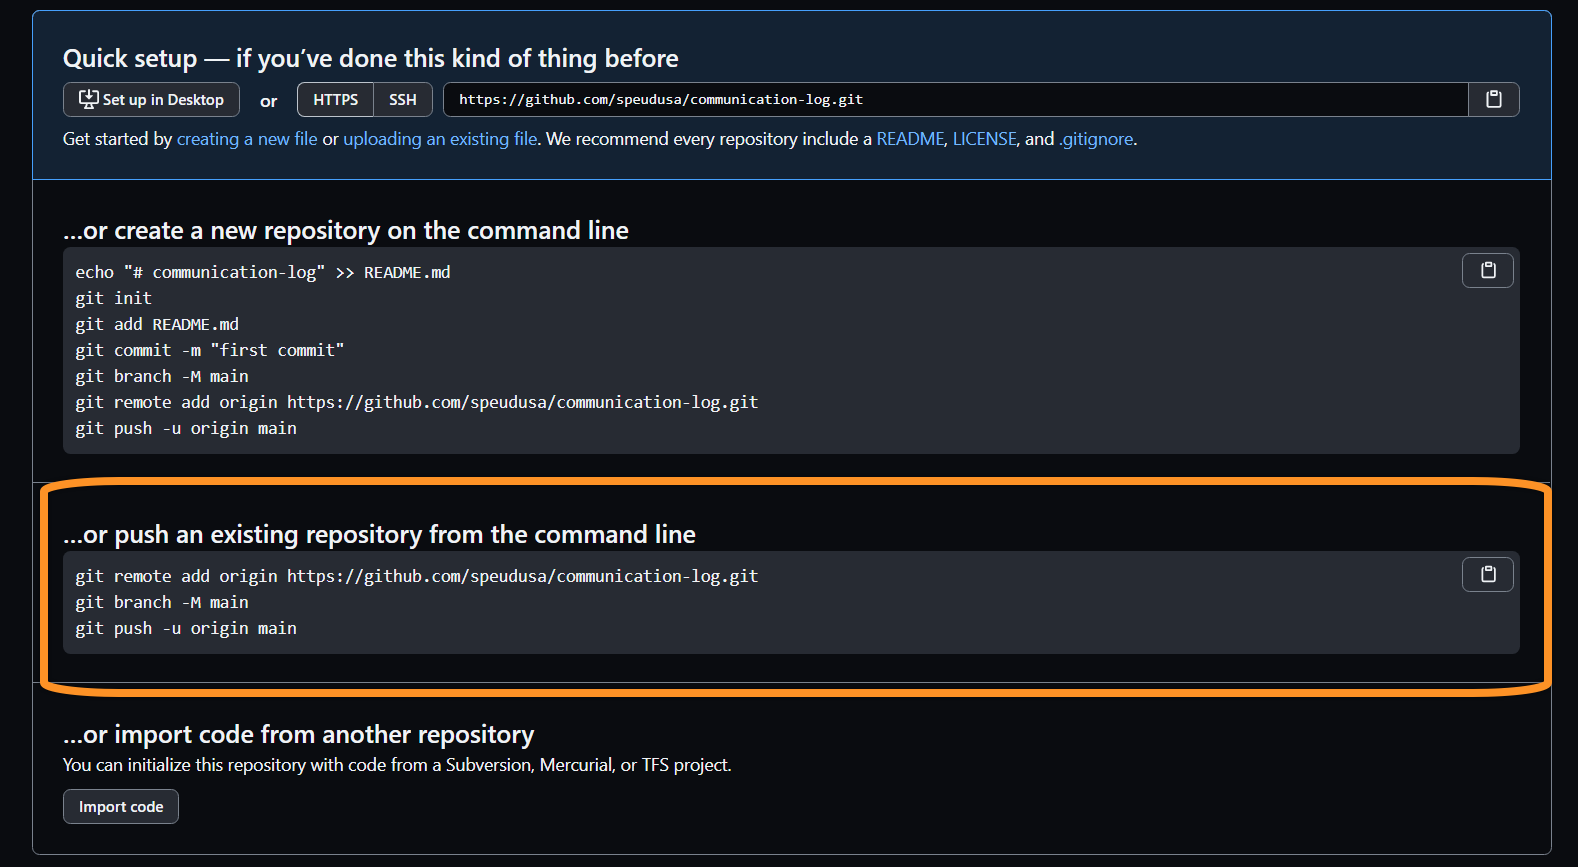 Quick setup — if you’ve done this kind of thing before
Set up in Desktop or HTTPS SSH https://github.com/speudusa/communication-log.git
Get started by creating a new file or uploading an existing file. We recommend every repository include a README, LICENSE, and .gitignore.
…or create a new repository on the command line
echo "# communication-log" >> README.md
git init
git add README.md
git commit -m "first commit"
git branch -M main
git remote add origin https://github.com/speudusa/communication-log.git
git push -u origin main
…or push an existing repository from the command line
git remote add origin https://github.com/speudusa/communication-log.git
git branch -M main
git push -u origin main
…or import code from another repository
You can initialize this repository with code from a Subversion, Mercurial, or TFS project.
Import code